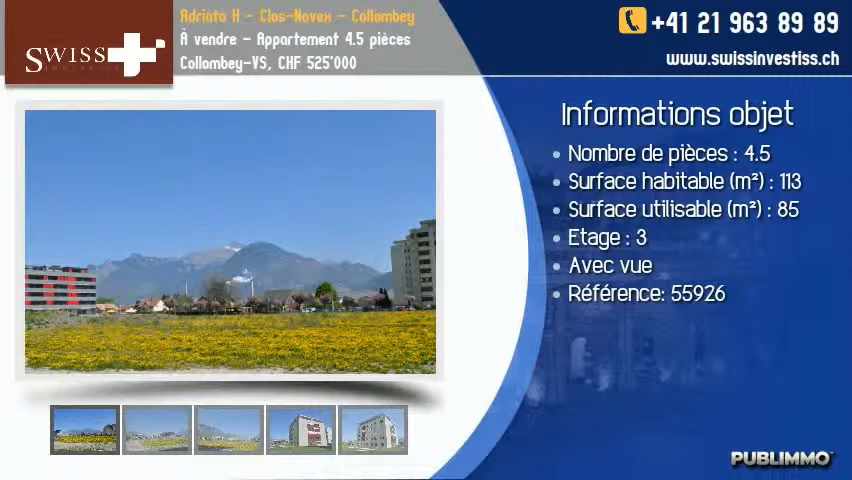 SWISS
Adriata H - Clos-Novex - Collombey
À vendre - Appartement 4.5 pièces
Collombey-VS, CHF 525'000
+41 21 963 89 89
www.swissinvestiss.ch
Informations objet
Nombre de pièces : 4.5
Surface habitable (m²) : 113
Surface utilisable (m²) : 85
Etage : 3
Avec vue
Référence: 55926
PUBLIMMO